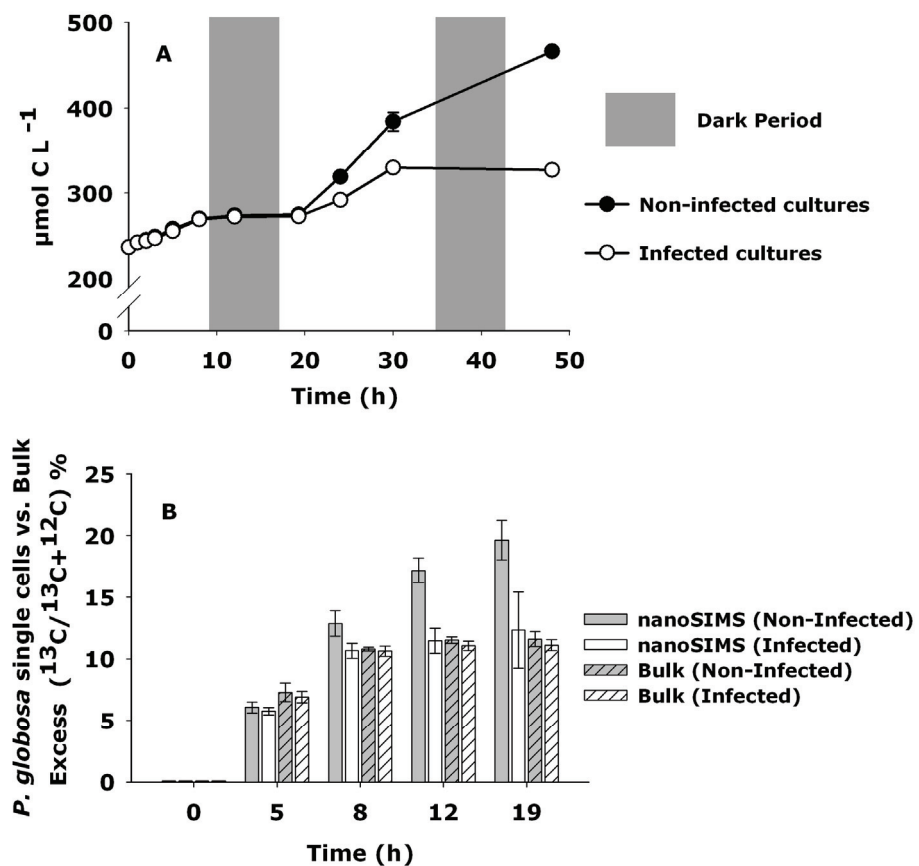 500
A
400
300
200
0
µmol C L -1
0 10 20 30 40 50
Time (h)
Dark Period
Non-infected cultures
Infected cultures
25
B
20
15
10
5
0
P. globosa single cells vs. Bulk
Excess (13C/13C+12C) %
0 5 8 12 19
Time (h)
nanoSIMS (Non-Infected)
nanoSIMS (Infected)
Bulk (Non-Infected)
Bulk (Infected)